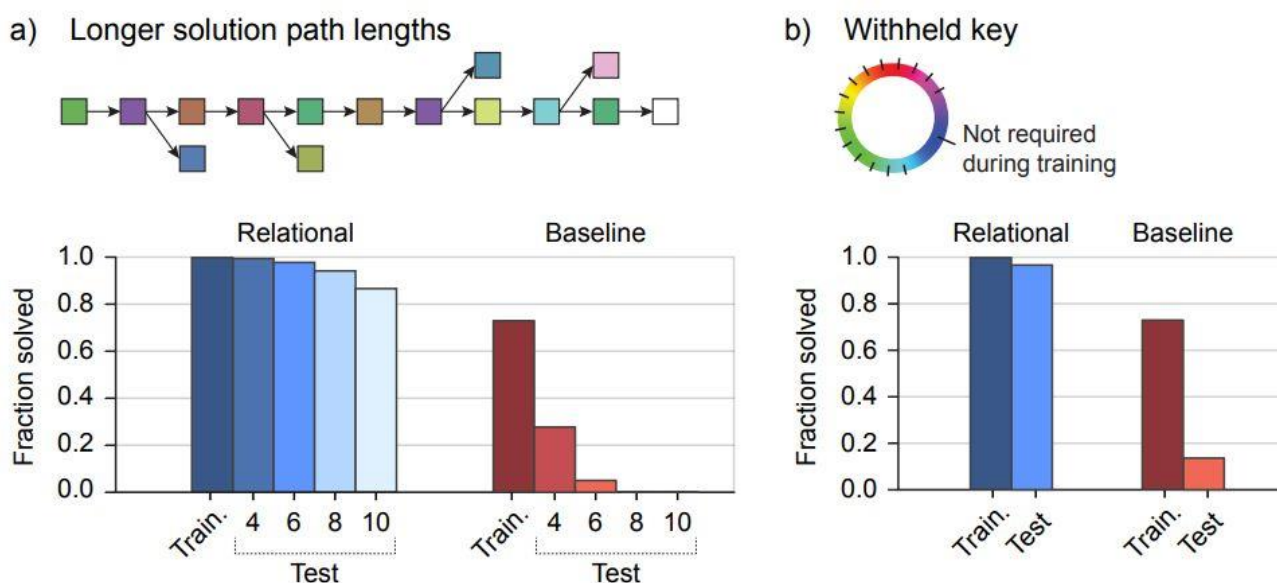 a) Longer solution path lengths
Relational Baseline
Fraction solved
1.0
0.8
0.6
0.4
0.2
0.0
Train. 4 6 8 10 Train. 4 6 8 10
Test Test
b) Withheld key
Not required
during training
Relational Baseline
Fraction solved
1.0
0.8
0.6
0.4
0.2
0.0
Train. Test Train. Test